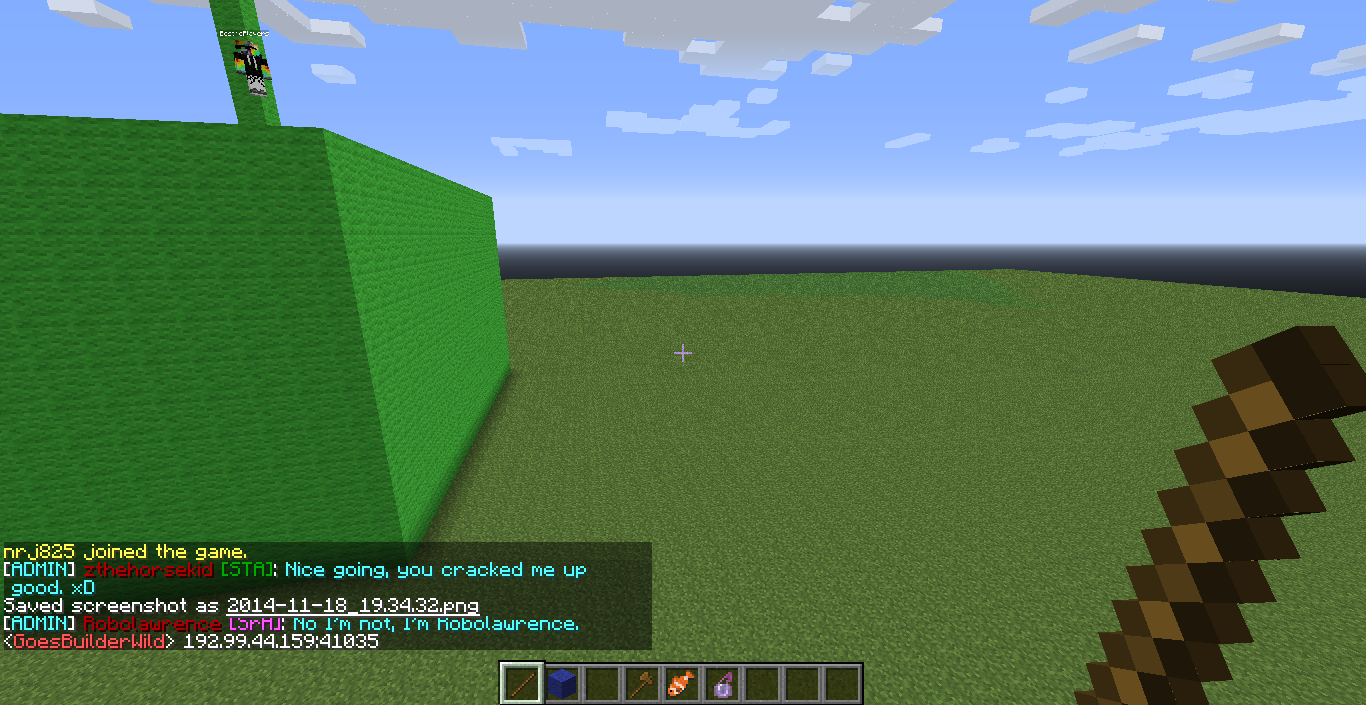 nrj825 joined the game.
[ADMIN] zthehorsekid [STA]: Nice going, you cracked me up
good. xD
Saved screenshot as 2014-11-18_19.34.32.png
[ADMIN] Robolawrence [SrA]: No I'm not, I'm Robolawrence.
<GoesBuilderWild> 192.99.44.159:41035